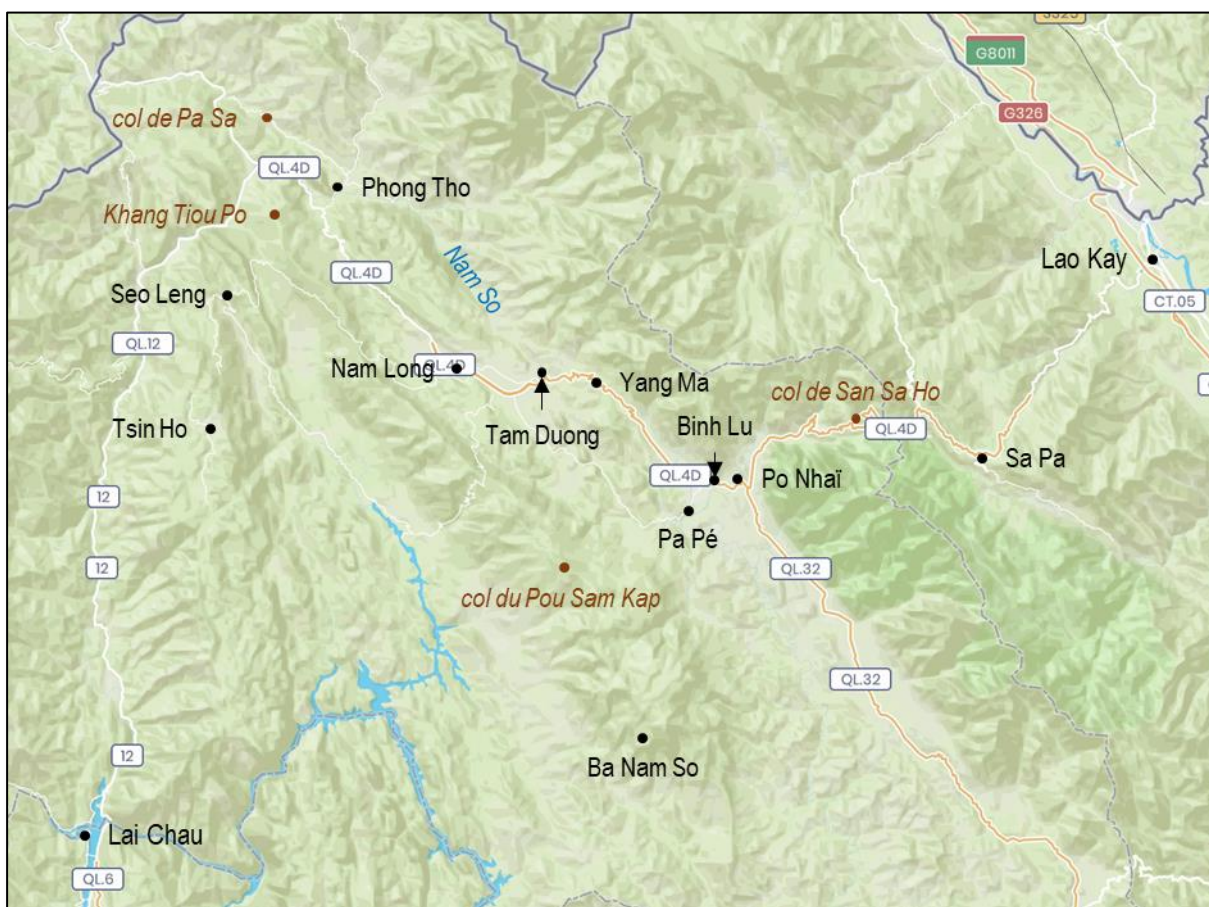 S325
G8011
G326
col de Pa Sa
QL.4D
Phong Tho
Khang Tiou Po
Nam So
Lao Kay
QL.4D
Seo Leng
CT.05
QL.12
Nam Long
QL.4D
Yang Ma
col de San Sa Ho
Tsin Ho
Tam Duong
Binh Lu
QL.4D
Sa Pa
QL.4D
Po Nhaï
12
Pa Pé
12
QL.32
col du Pou Sam Kap
QL.32
12
Ba Nam So
Lai Chau
QL.6